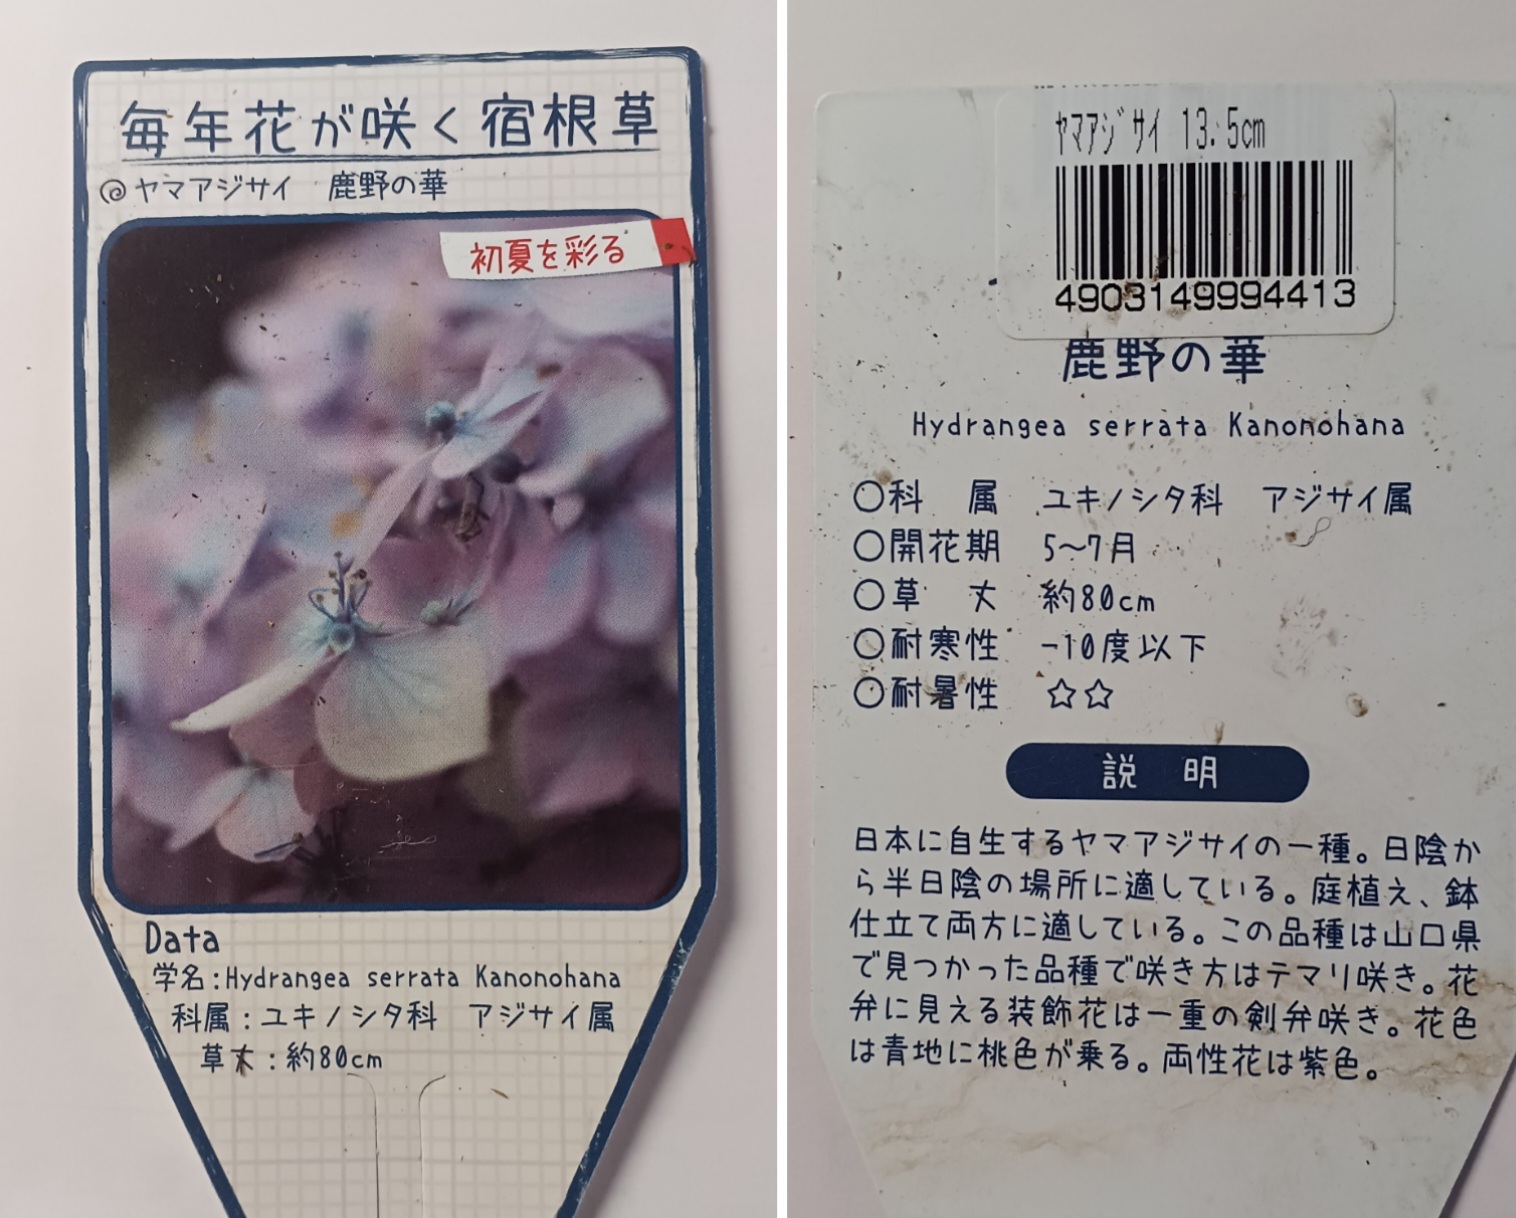 毎年花が咲く宿根草
ヤマアジサイ 鹿野の華
初夏を彩る
Data
学名:Hydrangea serrata Kanonohana
科属:ユキノシタ科 アジサイ属
草丈:約80cm
ヤマアジサイ 13.5cm
4903149994413
鹿野の華
Hydrangea serrata Kanonohana
○科 属 ユキノシタ科 アジサイ属
○開花期 5~7月
○草 丈 約80cm
○耐寒性 -10度以下
○耐暑性 ☆☆
説 明
日本に自生するヤマアジサイの一種。日陰か
ら半日陰の場所に適している。庭植え、鉢
仕立て両方に適している。この品種は山口県
で見つかった品種で咲き方はテマリ咲き。花
弁に見える装飾花は一重の剣弁咲き。花色
は青地に桃色が乗る。両性花は紫色。